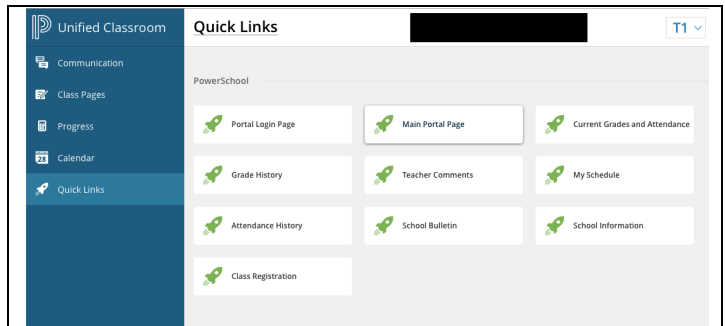 Unified Classroom
Quick Links
T1
Communication
Class Pages
Progress
28
Calendar
Quick Links
PowerSchool
Portal Login Page
Main Portal Page
Current Grades and Attendance
Grade History
Teacher Comments
My Schedule
Attendance History
School Bulletin
School Information
Class Registration